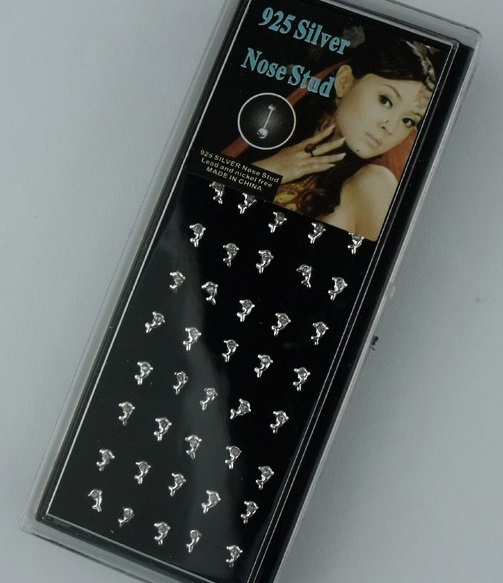 925 Silver
Nose Stud
925 SILVER Nose Stud
Lead and nickel free
MADE IN CHINA